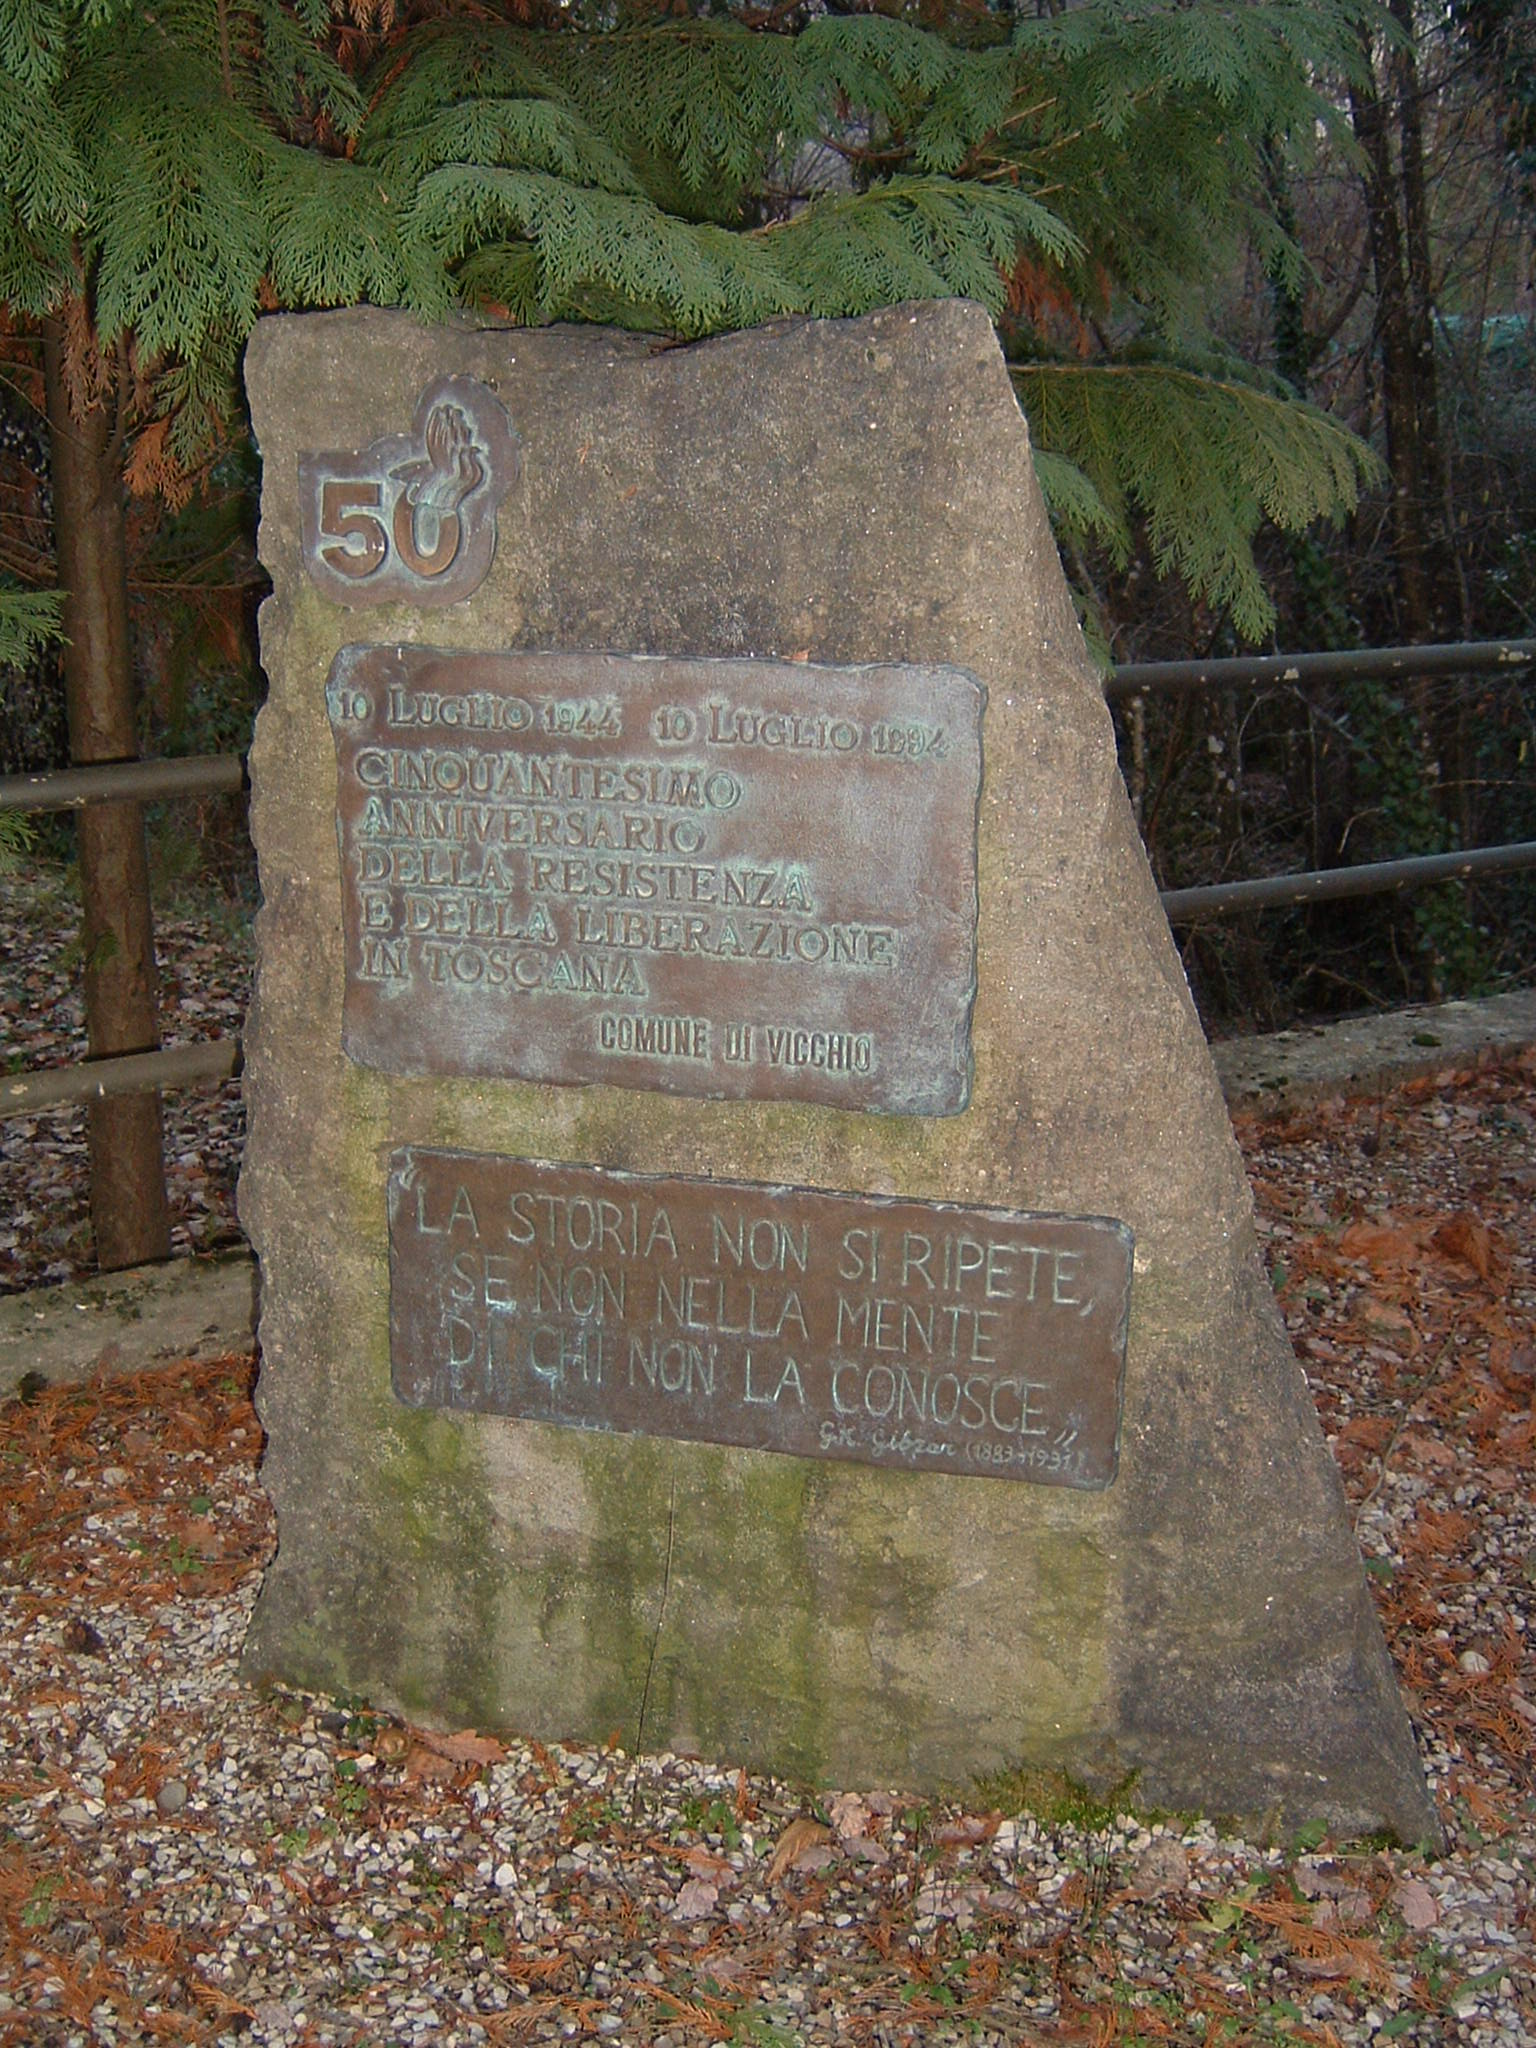 50
10 LUGLIO 1944 10 LUGLIO 1994
CINQUANTESIMO
ANNIVERSARIO
DELLA RESISTENZA
E DELLA LIBERAZIONE
IN TOSCANA
COMUNE DI VICCHIO
“LA STORIA NON SI RIPETE,
SE NON NELLA MENTE
DI CHI NON LA CONOSCE„
G.K. Gibran (1883-1931)